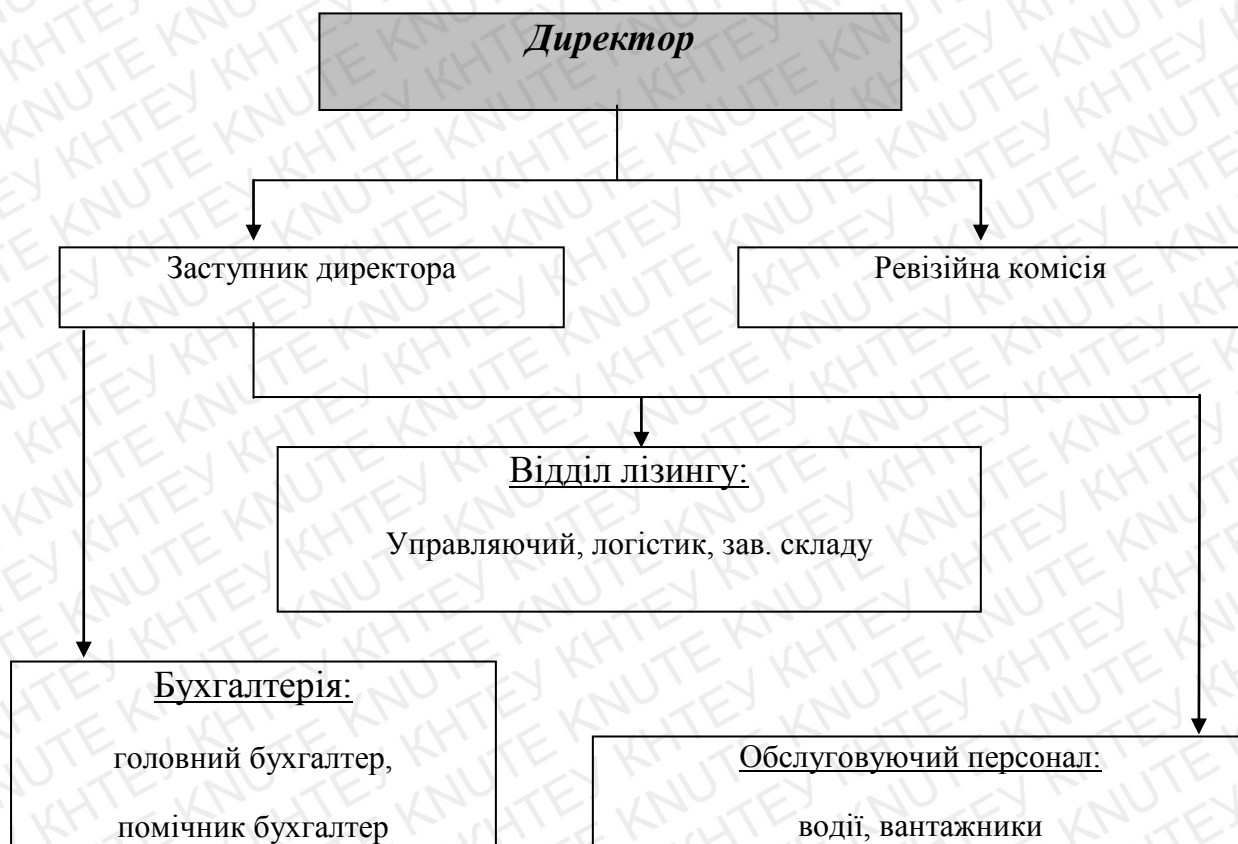 Директор
Заступник директора
Ревізійна комісія
Відділ лізингу:
Управляючий, логістик, зав. складу
Бухгалтерія:
головний бухгалтер,
помічник бухгалтер
Обслуговуючий персонал:
водії, вантажники